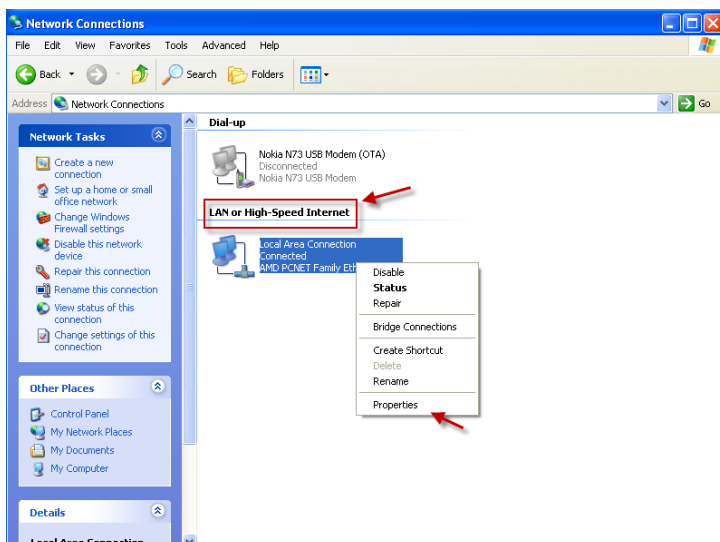 Network Connections
File Edit View Favorites Tools Advanced Help
Back Search Folders
Address Network Connections Go
Network Tasks
Create a new
connection
Set up a home or small
office network
Change Windows
Firewall settings
Disable this network
device
Repair this connection
Rename this connection
View status of this
connection
Change settings of this
connection
Other Places
Control Panel
My Network Places
My Documents
My Computer
Details
Local Area Connection
Dial-up
Nokia N73 USB Modem (OTA)
Disconnected
Nokia N73 USB Modem
LAN or High-Speed Internet
Local Area Connection
Connected
AMD PCNET Family Eth
Disable
Status
Repair
Bridge Connections
Create Shortcut
Delete
Rename
Properties